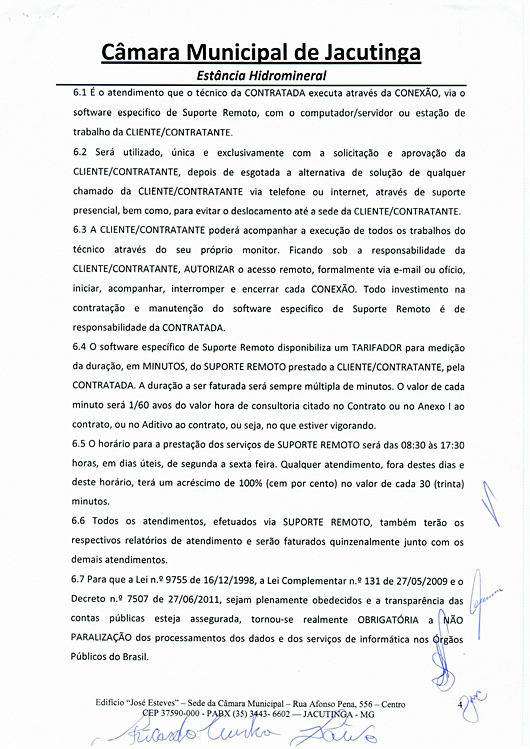 Câmara Municipal de Jacutinga
Estância Hidromineral
6.1 É o atendimento que o técnico da CONTRATADA executa através da CONEXÃO, via o
software especifico de Suporte Remoto, com o computador/servidor ou estação de
trabalho da CLIENTE/CONTRATANTE.
6.2 Será utilizado, única e exclusivamente com a solicitação e aprovação da
CLIENTE/CONTRATANTE, depois de esgotada a alternativa de solução de qualquer
chamado da CLIENTE/CONTRATANTE via telefone ou internet, através de suporte
presencial, bem como, para evitar o deslocamento até a sede da CLIENTE/CONTRATANTE.
6.3 A CLIENTE/CONTRATANTE poderá acompanhar a execução de todos os trabalhos do
técnico através do seu próprio monitor. Ficando sob a responsabilidade da
CLIENTE/CONTRATANTE, AUTORIZAR o acesso remoto, formalmente via e-mail ou ofício,
iniciar, acompanhar, interromper e encerrar cada CONEXÃO. Todo investimento na
contratação e manutenção do software especifico de Suporte Remoto é de
responsabilidade da CONTRATADA.
6.4 O software específico de Suporte Remoto disponibiliza um TARIFADOR para medição
da duração, em MINUTOS, do SUPORTE REMOTO prestado a CLIENTE/CONTRATANTE, pela
CONTRATADA. A duração a ser faturada será sempre múltipla de minutos. O valor de cada
minuto será 1/60 avos do valor hora de consultoria citado no Contrato ou no Anexo I ao
contrato, ou no Aditivo ao contrato, ou seja, no que estiver vigorando.
6.5 O horário para a prestação dos serviços de SUPORTE REMOTO será das 08:30 às 17:30
horas, em dias úteis, de segunda a sexta feira. Qualquer atendimento, fora destes dias e
deste horário, terá um acréscimo de 100% (cem por cento) no valor de cada 30 (trinta)
minutos.
6.6 Todos os atendimentos, efetuados via SUPORTE REMOTO, também terão os
respectivos relatórios de atendimento e serão faturados quinzenalmente junto com os
demais atendimentos.
6.7 Para que a Lei n.º 9755 de 16/12/1998, a Lei Complementar n.º 131 de 27/05/2009 e o
Decreto n.º 7507 de 27/06/2011, sejam plenamente obedecidos e a transparência das
contas públicas esteja assegurada, tornou-se realmente OBRIGATÓRIA a NÃO
PARALIZAÇÃO dos processamentos dos dados e dos serviços de informática nos Órgãos
Públicos do Brasil.
Edifício “José Esteves” – Sede da Câmara Municipal – Rua Afonso Pena, 556 – Centro
4
CEP 37590-000 - PABX (35) 3443- 6602 — JACUTINGA - MG
Ricardo Cunha